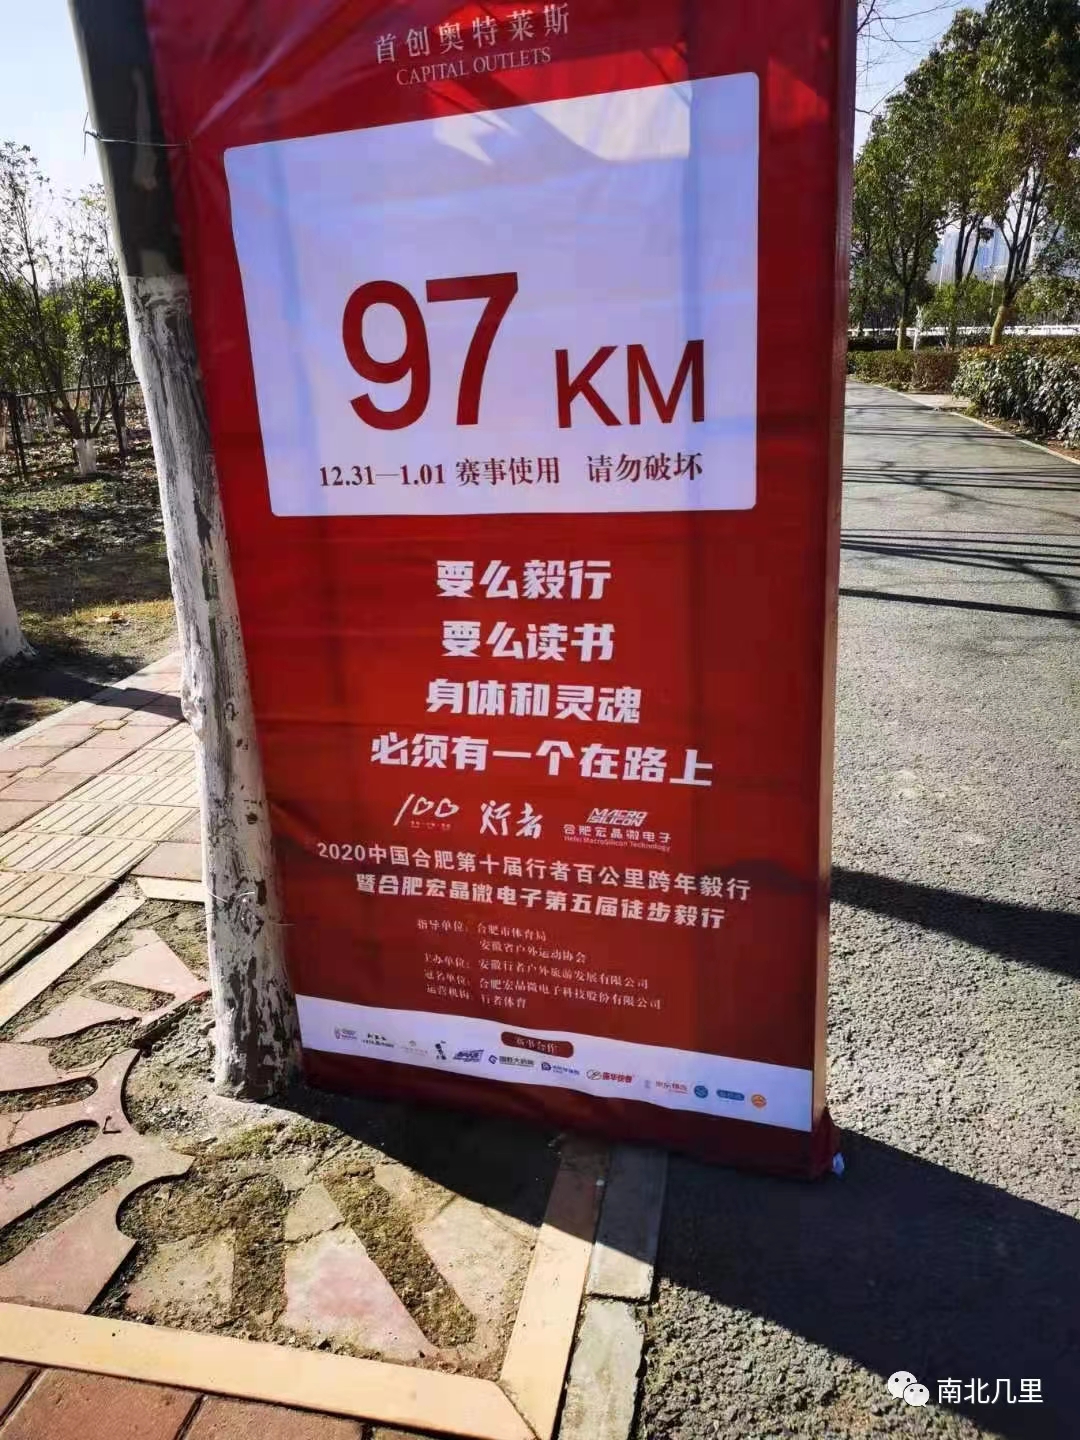 首创奥特莱斯
CAPITAL OUTLETS
97 KM
12.31—1.01 赛事使用 请勿破坏
要么毅行
要么读书
身体和灵魂
必须有一个在路上
100 行者 MACRO SILICON
合肥宏晶微电子
Hefei MacroSilicon Technology
2020中国合肥第十届行者百公里跨年毅行
暨合肥宏晶微电子第五届徒步毅行
指导单位：合肥市体育局
安徽省户外运动协会
主办单位：安徽行者户外旅游发展有限公司
冠名单位：合肥宏晶微电子科技股份有限公司
运营机构：行者体育
赛事合作
南北几里